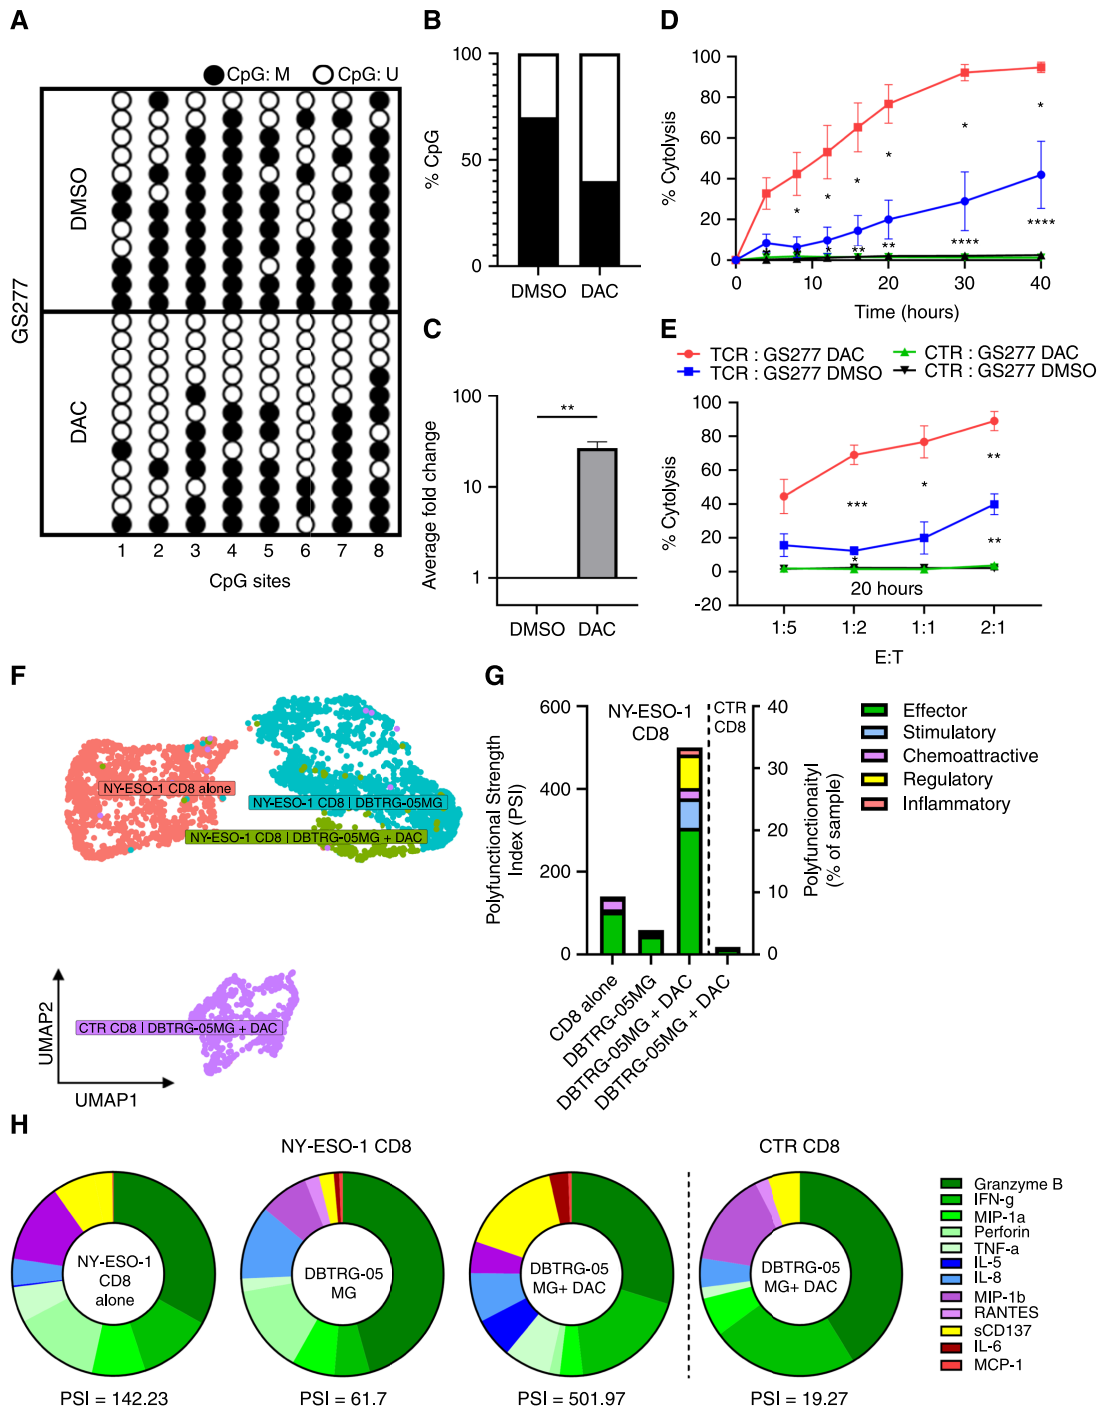 A
CpG: M
CpG: U
GS277
DMSO
DAC
1 2 3 4 5 6 7 8
CpG sites
B
% CpG
100
50
0
DMSO DAC
C
Average fold change
100
10
1
**
DMSO DAC
D
% Cytolysis
100
80
60
40
20
0
* * * * * *
* ** ** **** ****
0 10 20 30 40
Time (hours)
E
TCR : GS277 DAC
TCR : GS277 DMSO
CTR : GS277 DAC
CTR : GS277 DMSO
% Cytolysis
100
80
60
40
20
0
-20
*** * **
* **
20 hours
1:5 1:2 1:1 2:1
E:T
F
NY-ESO-1 CD8 alone
NY-ESO-1 CD8 | DBTRG-05MG
NY-ESO-1 CD8 | DBTRG-05MG + DAC
CTR CD8 | DBTRG-05MG + DAC
UMAP2
UMAP1
G
Polyfunctional Strength
Index (PSI)
600
400
200
0
NY-ESO-1
CD8
CTR
CD8
40
30
20
10
0
Polyfunctionaityl
(% of sample)
CD8 alone
DBTRG-05MG
DBTRG-05MG + DAC
DBTRG-05MG + DAC
Effector
Stimulatory
Chemoattractive
Regulatory
Inflammatory
H
NY-ESO-1 CD8
CTR CD8
NY-ESO-1
CD8
alone
DBTRG-05
MG
DBTRG-05
MG+ DAC
DBTRG-05
MG+ DAC
PSI = 142.23
PSI = 61.7
PSI = 501.97
PSI = 19.27
Granzyme B
IFN-g
MIP-1a
Perforin
TNF-a
IL-5
IL-8
MIP-1b
RANTES
sCD137
IL-6
MCP-1